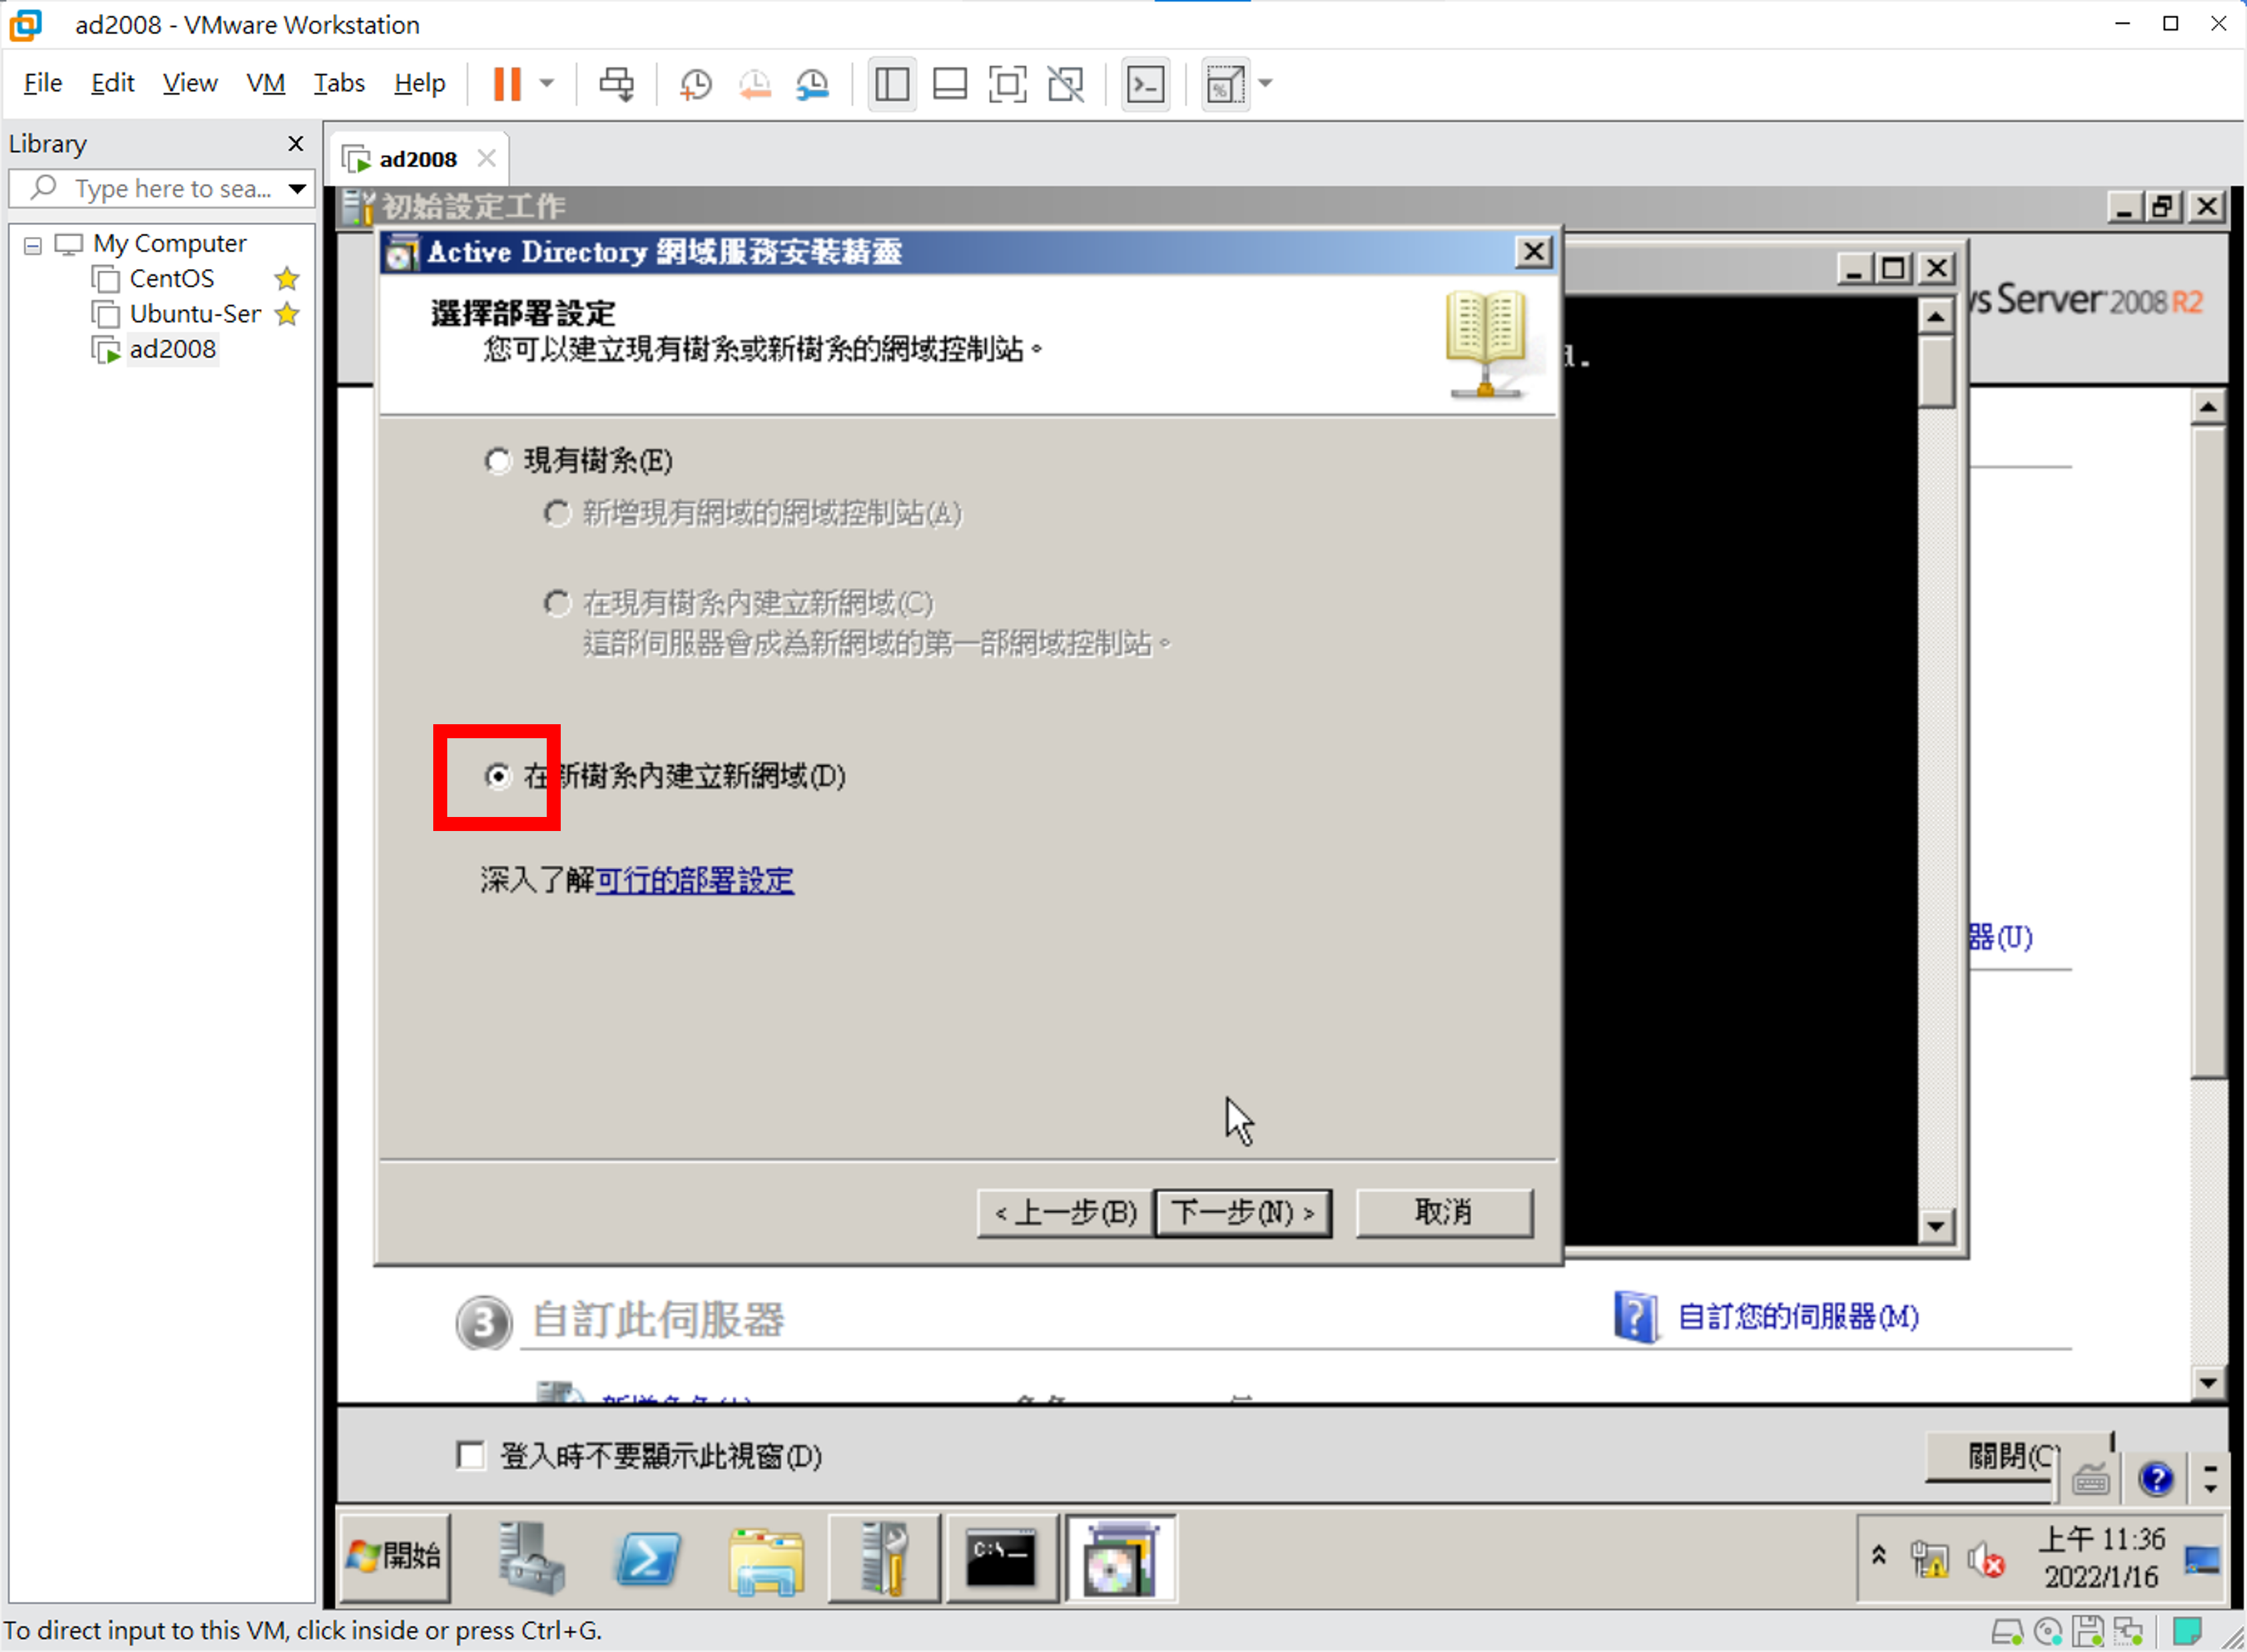 ad2008 - VMware Workstation
File Edit View VM Tabs Help
Library
Type here to sea...
My Computer
CentOS
Ubuntu-Ser
ad2008
ad2008
初始設定工作
Active Directory 網域服務安裝精靈
選擇部署設定
您可以建立現有樹系或新樹系的網域控制站。
s Server 2008 R2
d.
現有樹系(E)
新增現有網域的網域控制站(A)
在現有樹系內建立新網域(C)
這部伺服器會成為新網域的第一部網域控制站。
在新樹系內建立新網域(D)
深入了解可行的部署設定
器(U)
< 上一步(B) 下一步(N) > 取消
3 自訂此伺服器
自訂您的伺服器(M)
登入時不要顯示此視窗(D)
關閉(C
開始
C:\
上午 11:36
2022/1/16
To direct input to this VM, click inside or press Ctrl+G.